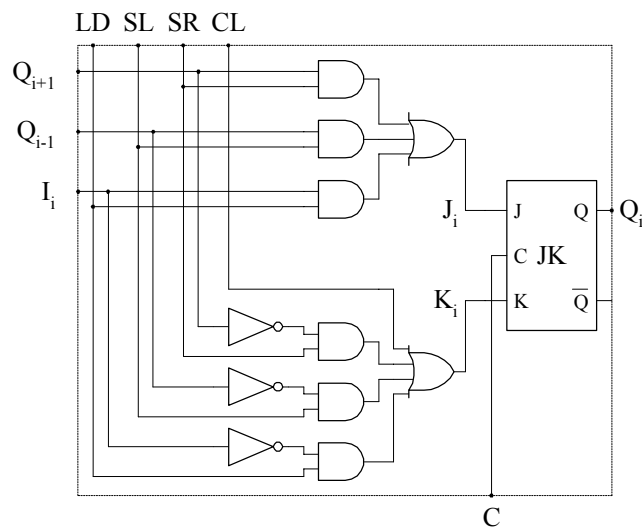 LD SL SR CL
Q_{i+1}
Q_{i-1}
I_i
J_i
J Q
Q_i
C JK
K_i
K Q̅
C